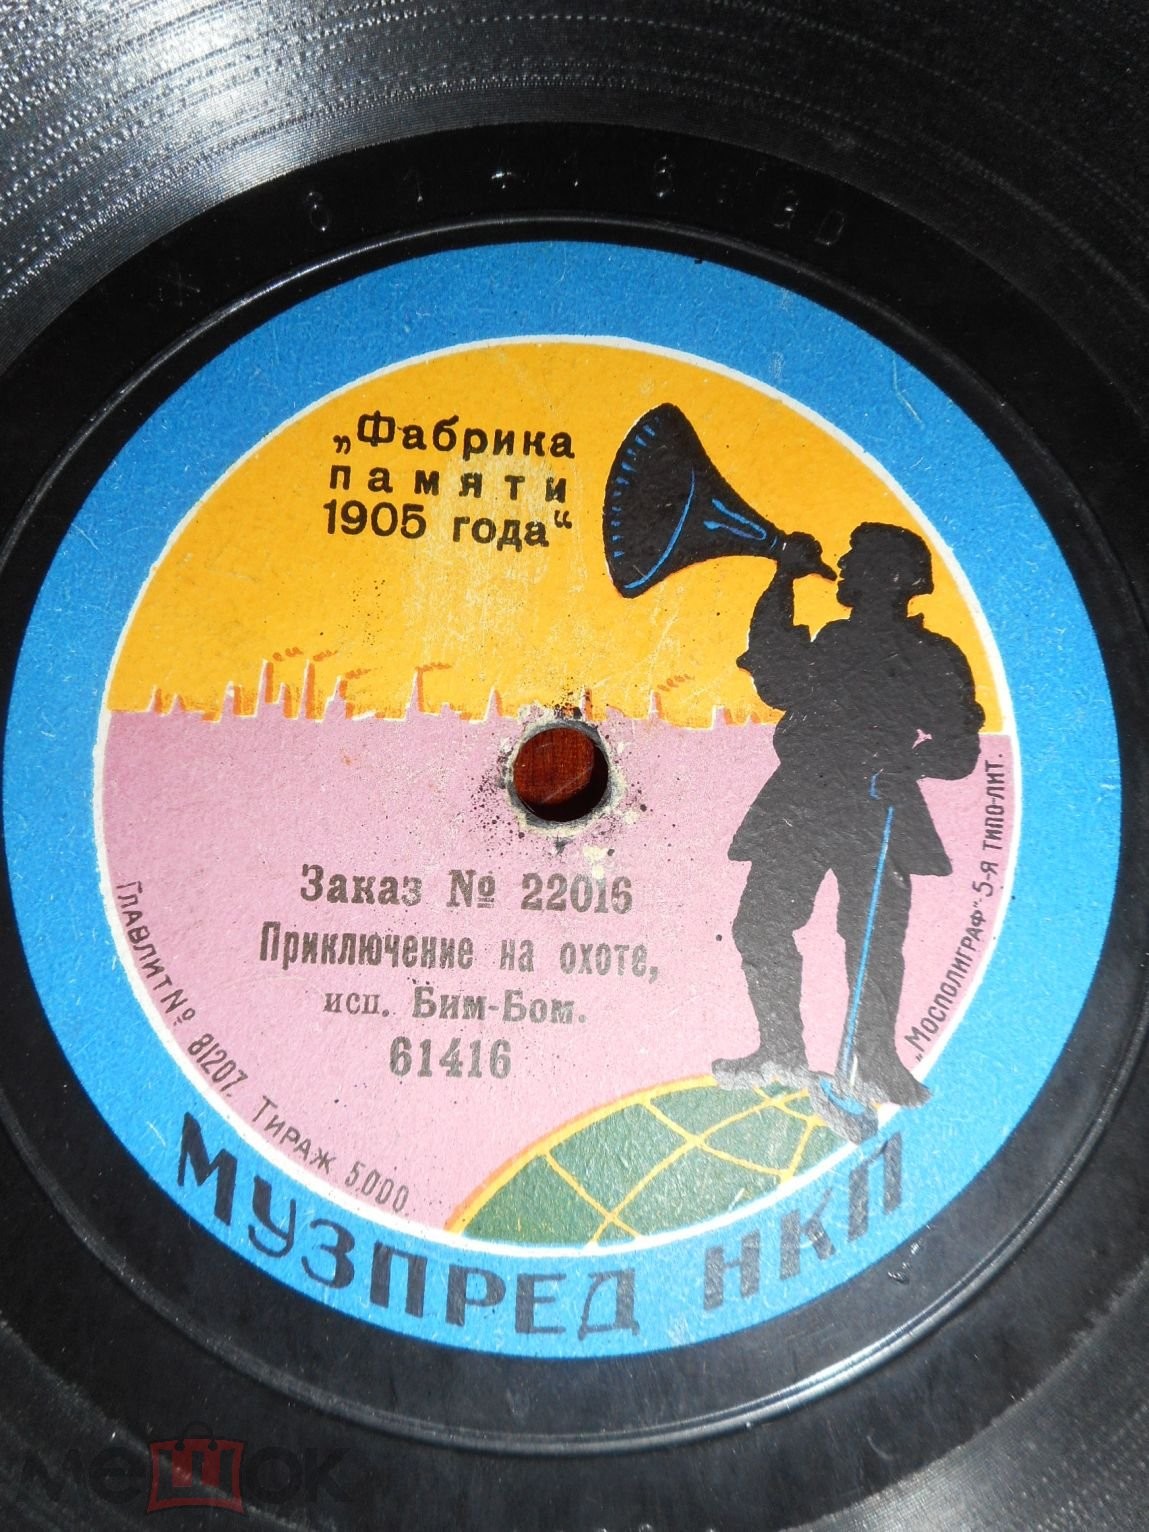 „Фабрика
памяти
1905 года“
Заказ № 22016
Приключение на охоте,
исп. Бим-Бом.
61416
Главлит № 81207. Тираж 5000.
„Мосполиграф“ 5-я типо-лит.
МУЗПРЕД НКП
мешок